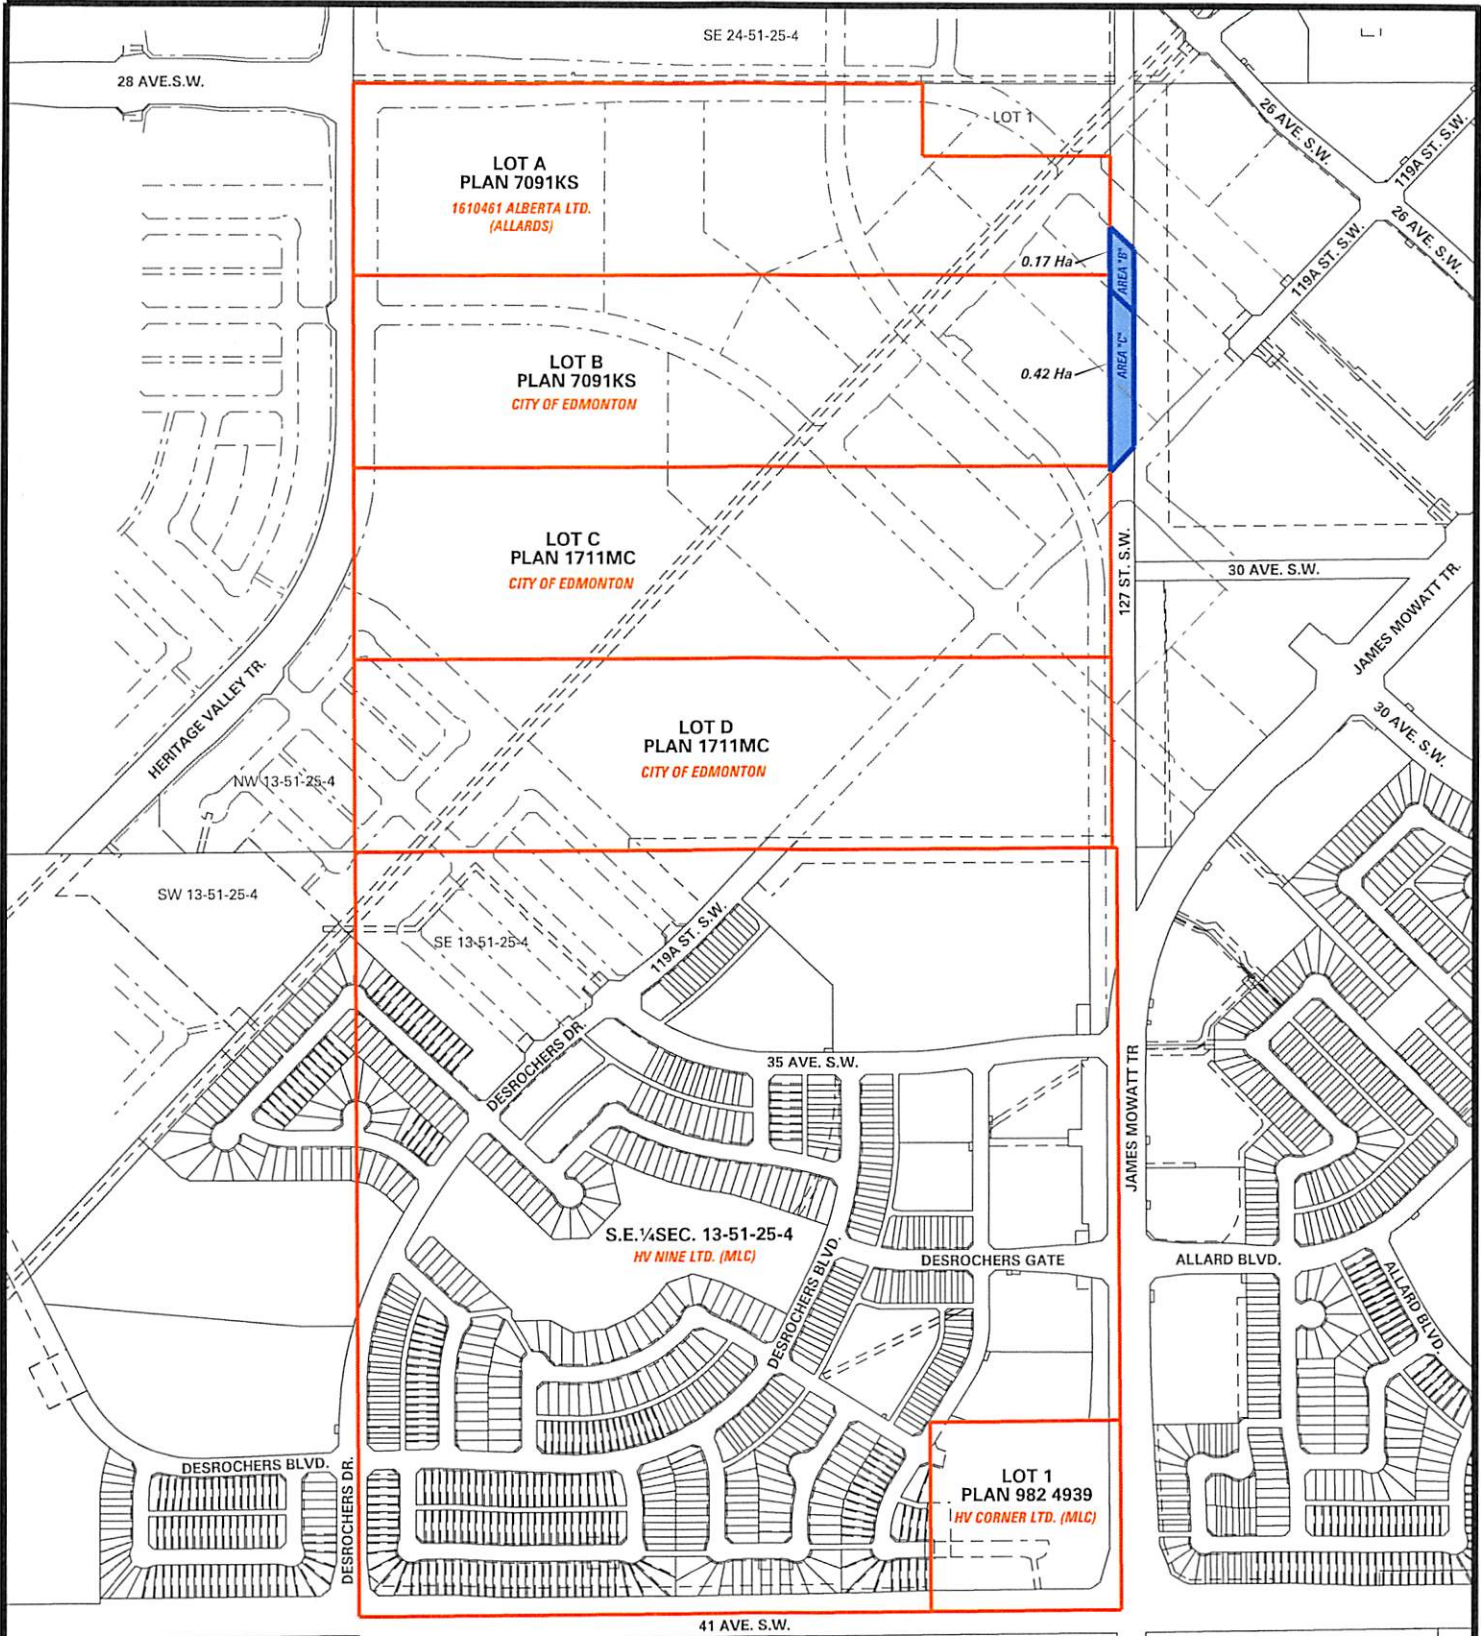 SE 24-51-25-4
28 AVE.S.W.
LOT 1
26 AVE. S.W.
119A ST. S.W.
LOT A
PLAN 7091KS
1610461 ALBERTA LTD.
(ALLARDS)
26 AVE. S.W.
119A ST. S.W.
0.17 Ha
AREA "B"
LOT B
PLAN 7091KS
CITY OF EDMONTON
0.42 Ha
AREA "C"
LOT C
PLAN 1711MC
CITY OF EDMONTON
127 ST. S.W.
30 AVE. S.W.
JAMES MOWATT TR.
HERITAGE VALLEY TR.
LOT D
PLAN 1711MC
CITY OF EDMONTON
30 AVE. S.W.
NW 13-51-25-4
SW 13-51-25-4
SE 13-51-25-4
119A ST. S.W.
DESROCHERS DR.
35 AVE. S.W.
JAMES MOWATT TR
S.E.¼SEC. 13-51-25-4
HV NINE LTD. (MLC)
DESROCHERS BLVD.
DESROCHERS GATE
ALLARD BLVD.
ALLARD BLVD.
DESROCHERS BLVD.
DESROCHERS DR.
LOT 1
PLAN 982 4939
HV CORNER LTD. (MLC)
41 AVE. S.W.